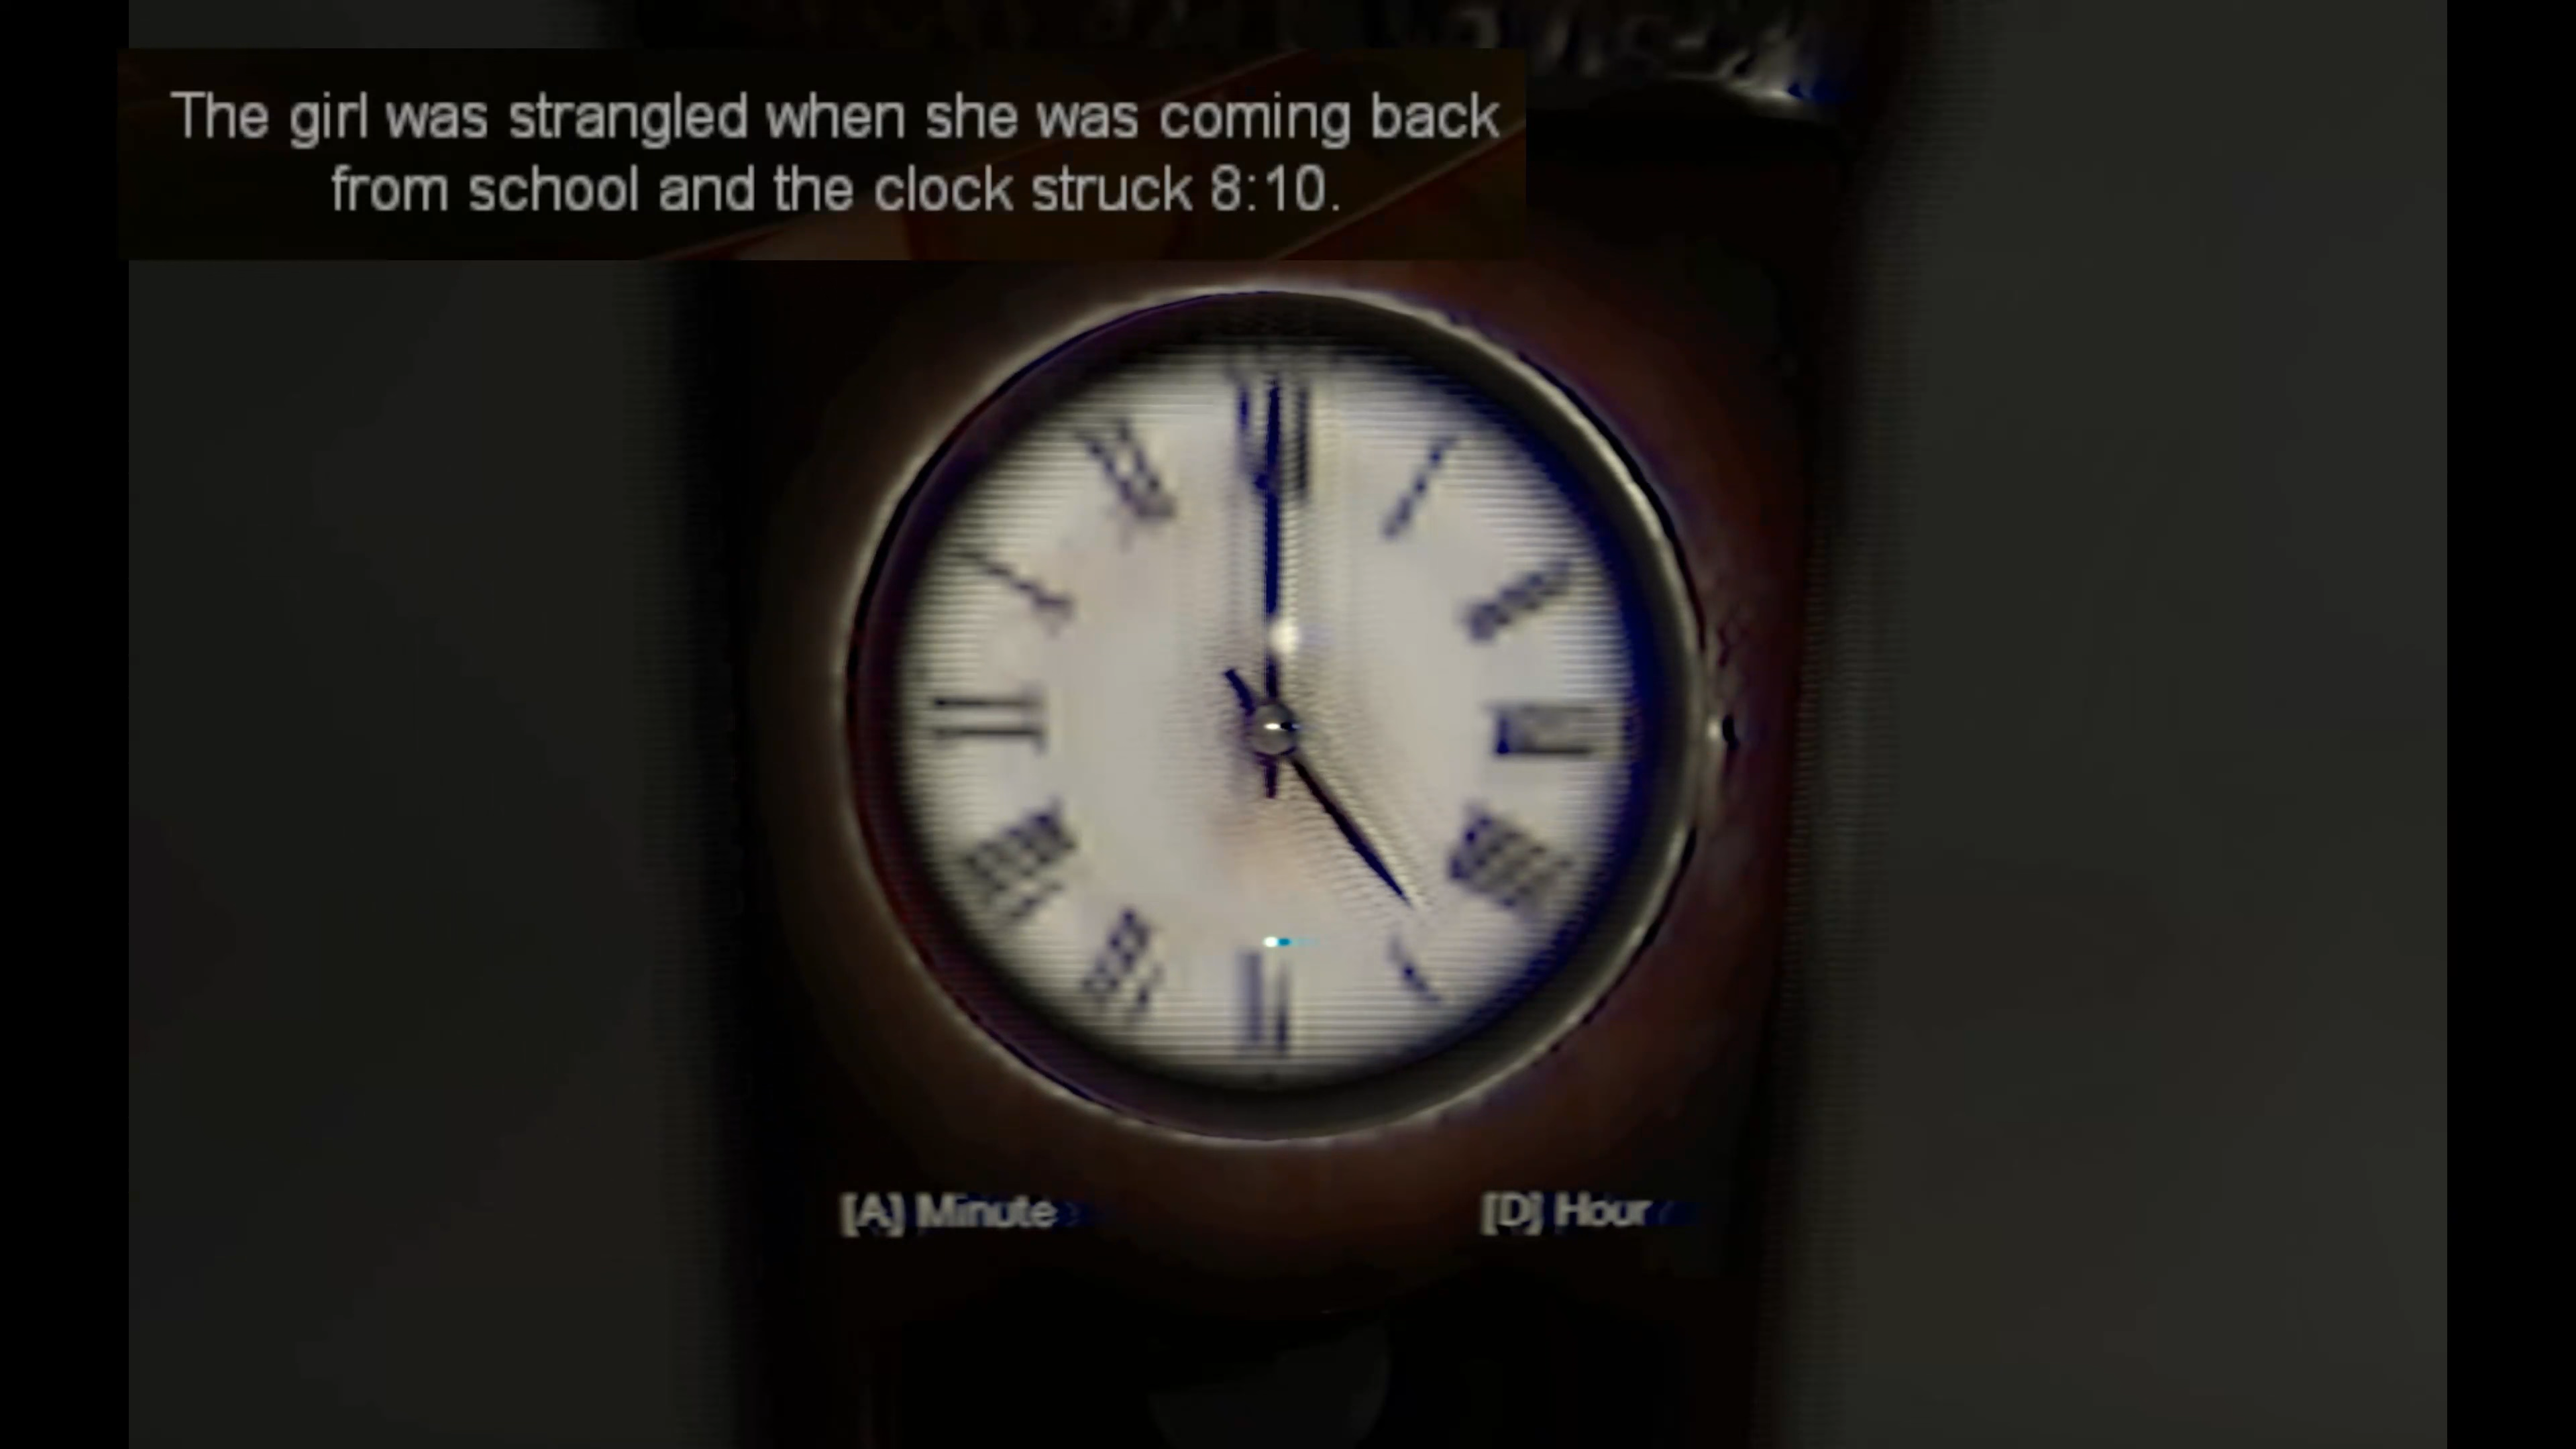 The girl was strangled when she was coming back
from school and the clock struck 8:10.
[A] Minute
[D] Hour